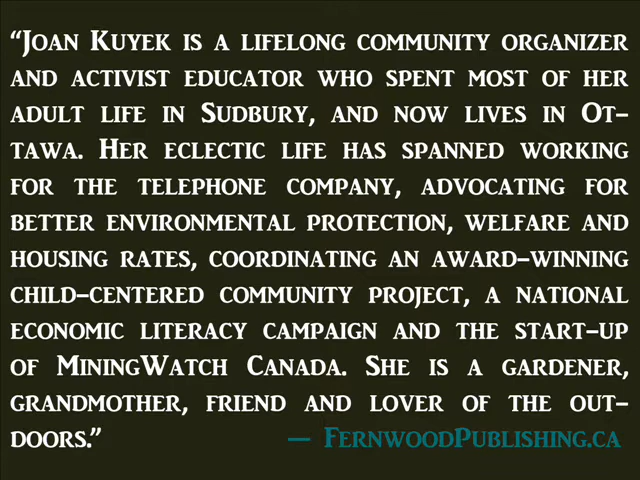 “Joan Kuyek is a lifelong community organizer
and activist educator who spent most of her
adult life in Sudbury, and now lives in Ot–
tawa. Her eclectic life has spanned working
for the telephone company, advocating for
better environmental protection, welfare and
housing rates, coordinating an award–winning
child–centered community project, a national
economic literacy campaign and the start–up
of MiningWatch Canada. She is a gardener,
grandmother, friend and lover of the out–
doors.” — FernwoodPublishing.ca